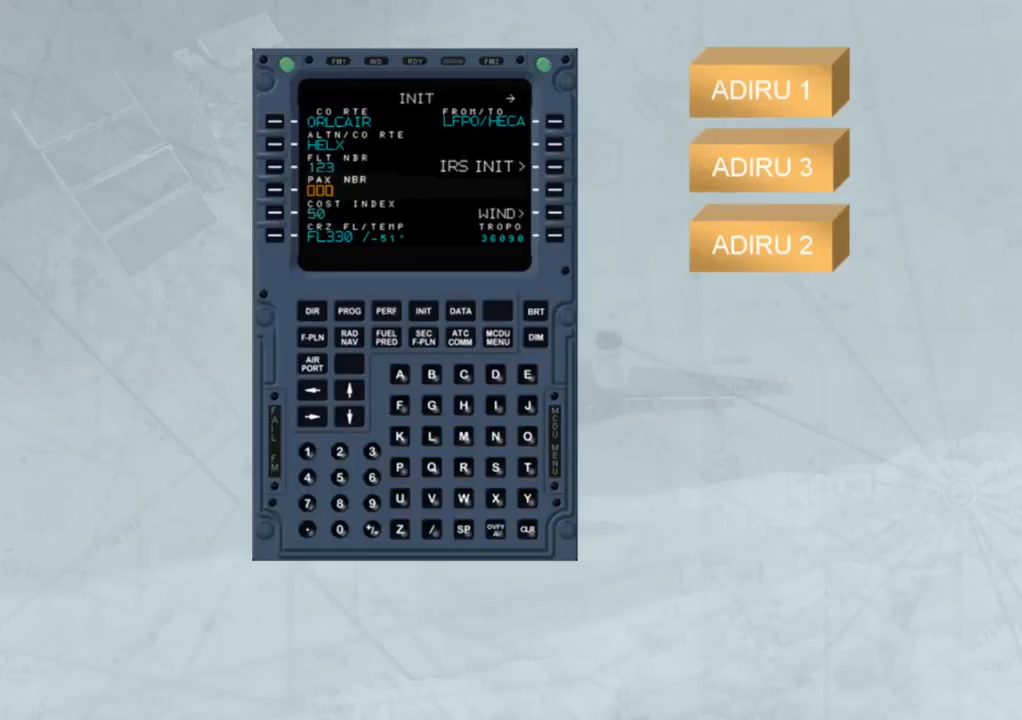 FM1 IND RDY FM2
INIT →
CO RTE FROM/TO
ORLCAIR LFPO/HECA
ALTN/CO RTE
HELX
FLT NBR
123 IRS INIT>
PAX NBR
▯▯▯
COST INDEX
50 WIND>
CRZ FL/TEMP TROPO
FL330 /-51° 36090
DIR PROG PERF INIT DATA BRT
F-PLN RAD NAV FUEL PRED SEC F-PLN ATC COMM MCDU MENU DIM
AIR PORT
← ↑
→ ↓
A B C D E
F G H I J
K L M N O
P Q R S T
U V W X Y
Z / SP OVFY Δ CLR
1 2 3
4 5 6
7 8 9
. 0 +/-
FAIL FM
MCDU MENU
ADIRU 1
ADIRU 3
ADIRU 2